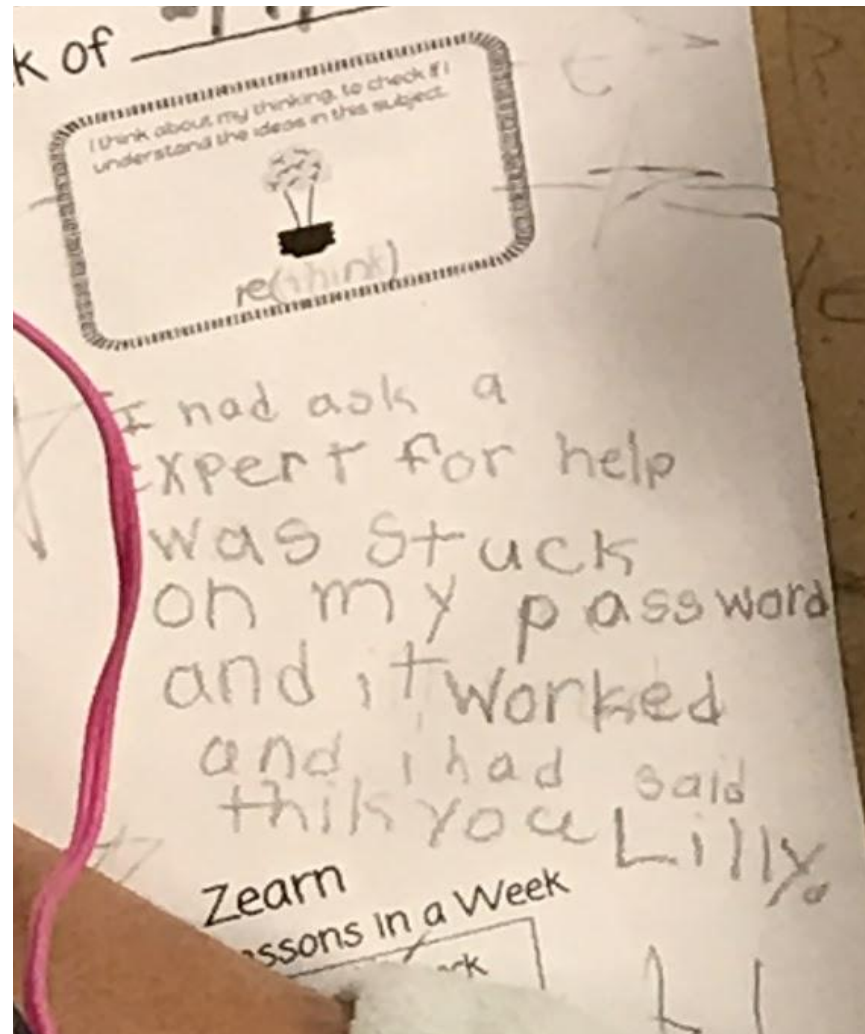 k of
I think about my thinking, to check if I
understand the ideas in this subject.
re(think)
I had ask a
expert for help
was stuck
on my password
and it worked
and i had said
thik you Lilly.
Zearn
ssons in a Week
rk